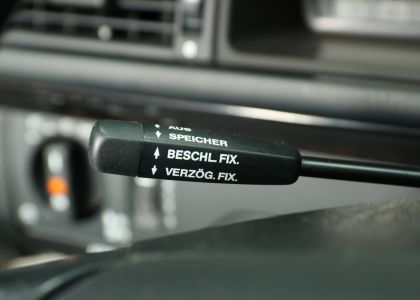 AUS
SPEICHER
BESCHL. FIX.
VERZÖG. FIX.